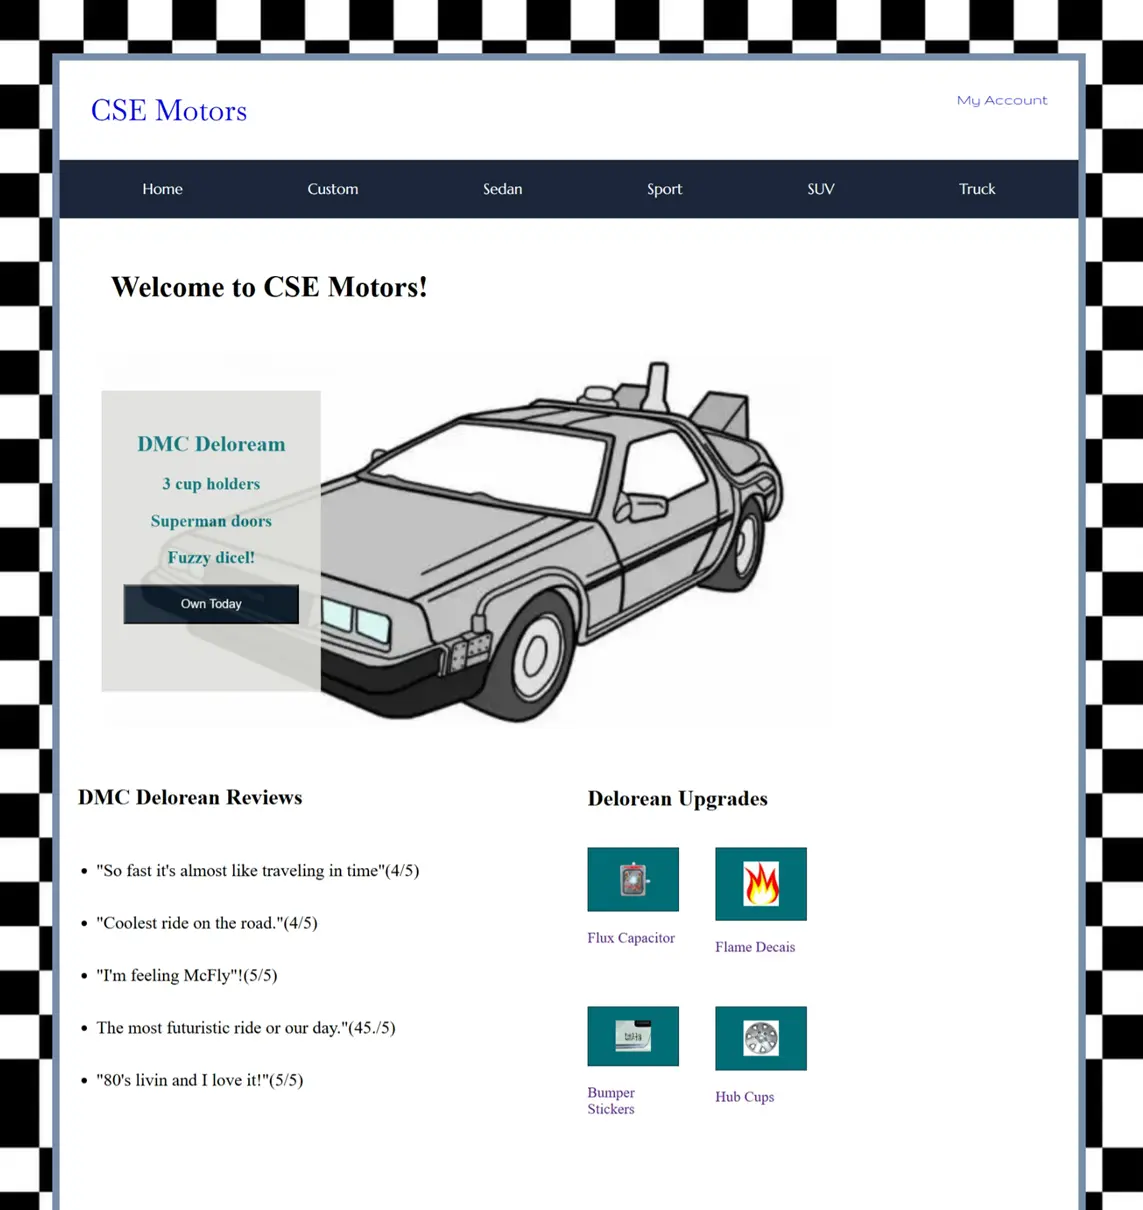 CSE Motors
My Account
Home Custom Sedan Sport SUV Truck
Welcome to CSE Motors!
DMC Deloream
3 cup holders
Superman doors
Fuzzy dicel!
Own Today
DMC Delorean Reviews
"So fast it's almost like traveling in time"(4/5)
"Coolest ride on the road."(4/5)
"I'm feeling McFly"!(5/5)
The most futuristic ride or our day."(45./5)
"80's livin and I love it!"(5/5)
Delorean Upgrades
Flux Capacitor
Flame Decais
Bumper
Stickers
Hub Cups